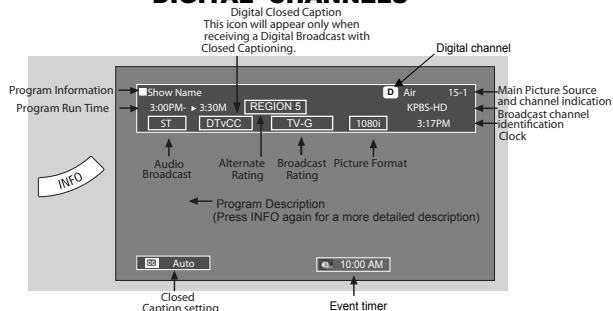 DIGITAL CHANNELS
Digital Closed Caption
This icon will appear only when
receiving a Digital Broadcast with
Closed Captioning.
Digital channel
Program Information
Show Name
D Air 15-1
Main Picture Source
and channel indication
Program Run Time
3:00PM- ▸ 3:30M REGION 5
KPBS-HD
Broadcast channel
identification
ST DTvCC TV-G 1080i 3:17PM
Clock
Audio
Broadcast
Alternate
Rating
Broadcast
Rating
Picture Format
INFO
Program Description
(Press INFO again for a more detailed description)
CC Auto
10:00 AM
Closed
Caption setting
Event timer